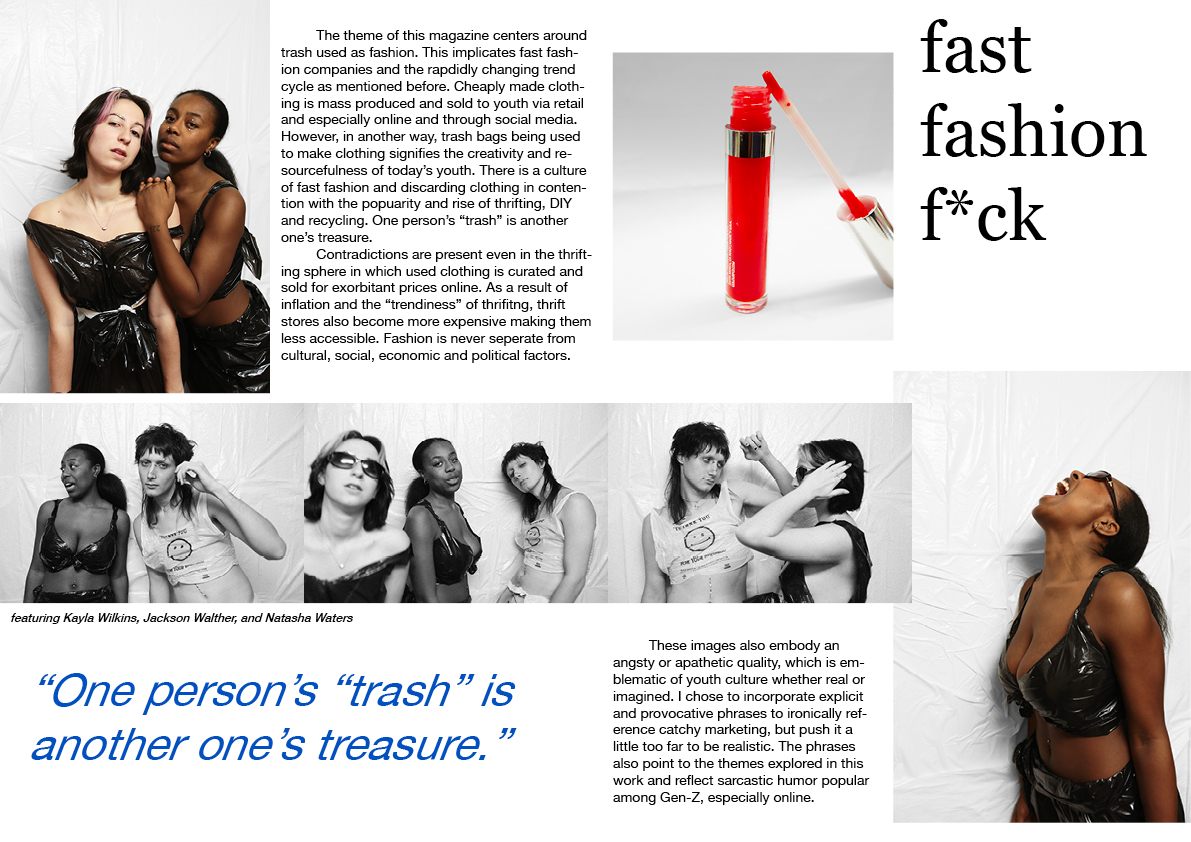 The theme of this magazine centers around
trash used as fashion. This implicates fast fash-
ion companies and the rapdidly changing trend
cycle as mentioned before. Cheaply made cloth-
ing is mass produced and sold to youth via retail
and especially online and through social media.
However, in another way, trash bags being used
to make clothing signifies the creativity and re-
sourcefulness of today’s youth. There is a culture
of fast fashion and discarding clothing in conten-
tion with the popuarity and rise of thrifting, DIY
and recycling. One person’s “trash” is another
one’s treasure.
Contradictions are present even in the thrift-
ing sphere in which used clothing is curated and
sold for exorbitant prices online. As a result of
inflation and the “trendiness” of thrifitng, thrift
stores also become more expensive making them
less accessible. Fashion is never seperate from
cultural, social, economic and political factors.
fast
fashion
f*ck
featuring Kayla Wilkins, Jackson Walther, and Natasha Waters
“One person’s “trash” is
another one’s treasure.”
These images also embody an
angsty or apathetic quality, which is em-
blematic of youth culture whether real or
imagined. I chose to incorporate explicit
and provocative phrases to ironically ref-
erence catchy marketing, but push it a
little too far to be realistic. The phrases
also point to the themes explored in this
work and reflect sarcastic humor popular
among Gen-Z, especially online.